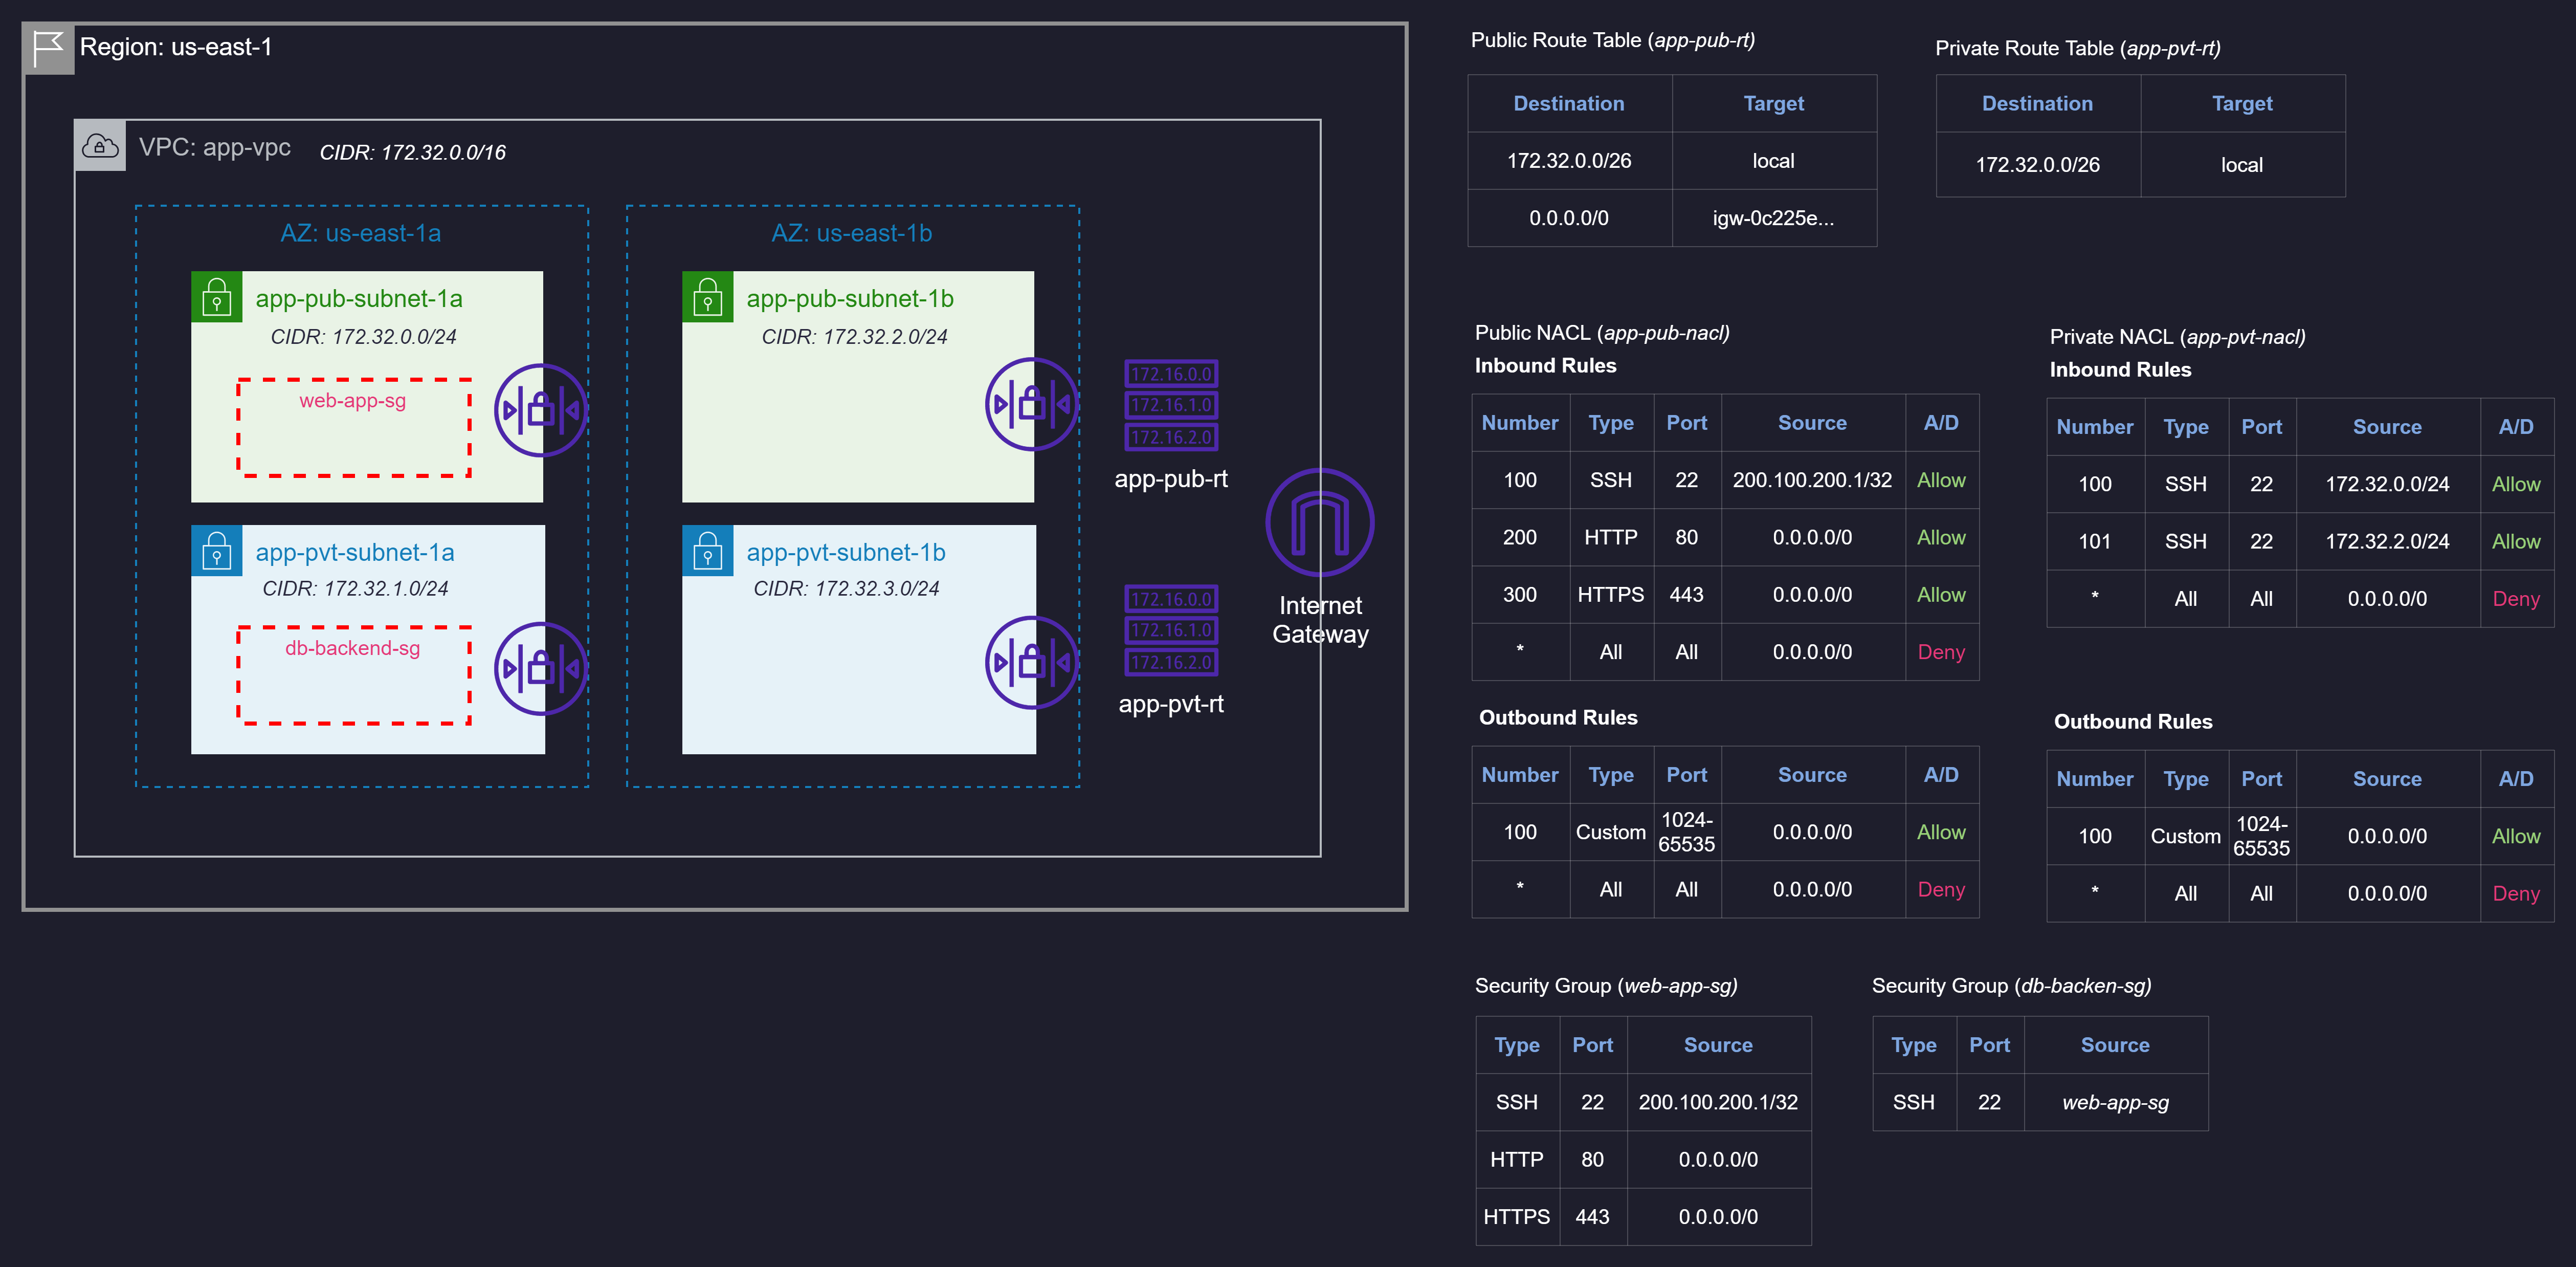 Region: us-east-1
VPC: app-vpc CIDR: 172.32.0.0/16
AZ: us-east-1a
app-pub-subnet-1a
CIDR: 172.32.0.0/24
web-app-sg
app-pvt-subnet-1a
CIDR: 172.32.1.0/24
db-backend-sg
AZ: us-east-1b
app-pub-subnet-1b
CIDR: 172.32.2.0/24
app-pvt-subnet-1b
CIDR: 172.32.3.0/24
172.16.0.0
172.16.1.0
172.16.2.0
app-pub-rt
172.16.0.0
172.16.1.0
172.16.2.0
app-pvt-rt
Internet
Gateway
Public Route Table (app-pub-rt)
Destination Target
172.32.0.0/26 local
0.0.0.0/0 igw-0c225e...
Private Route Table (app-pvt-rt)
Destination Target
172.32.0.0/26 local
Public NACL (app-pub-nacl)
Inbound Rules
Number Type Port Source A/D
100 SSH 22 200.100.200.1/32 Allow
200 HTTP 80 0.0.0.0/0 Allow
300 HTTPS 443 0.0.0.0/0 Allow
* All All 0.0.0.0/0 Deny
Outbound Rules
Number Type Port Source A/D
100 Custom 1024-
65535 0.0.0.0/0 Allow
* All All 0.0.0.0/0 Deny
Private NACL (app-pvt-nacl)
Inbound Rules
Number Type Port Source A/D
100 SSH 22 172.32.0.0/24 Allow
101 SSH 22 172.32.2.0/24 Allow
* All All 0.0.0.0/0 Deny
Outbound Rules
Number Type Port Source A/D
100 Custom 1024-
65535 0.0.0.0/0 Allow
* All All 0.0.0.0/0 Deny
Security Group (web-app-sg)
Type Port Source
SSH 22 200.100.200.1/32
HTTP 80 0.0.0.0/0
HTTPS 443 0.0.0.0/0
Security Group (db-backen-sg)
Type Port Source
SSH 22 web-app-sg